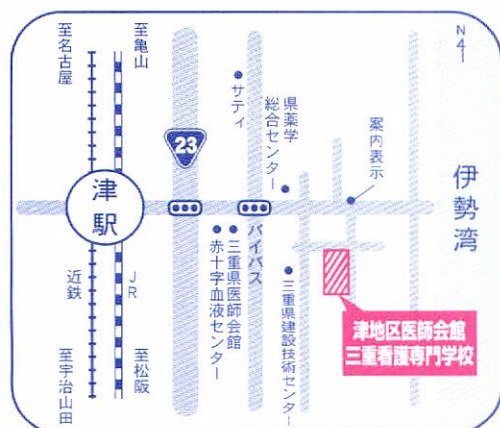 至名古屋
至亀山
サティ
県薬学
総合センター
案内表示
N
伊勢湾
23
津駅
バイパス
三重県医師会館
赤十字血液センター
三重県建設技術センター
近鉄
JR
至宇治山田
至松阪
津地区医師会館
三重看護専門学校